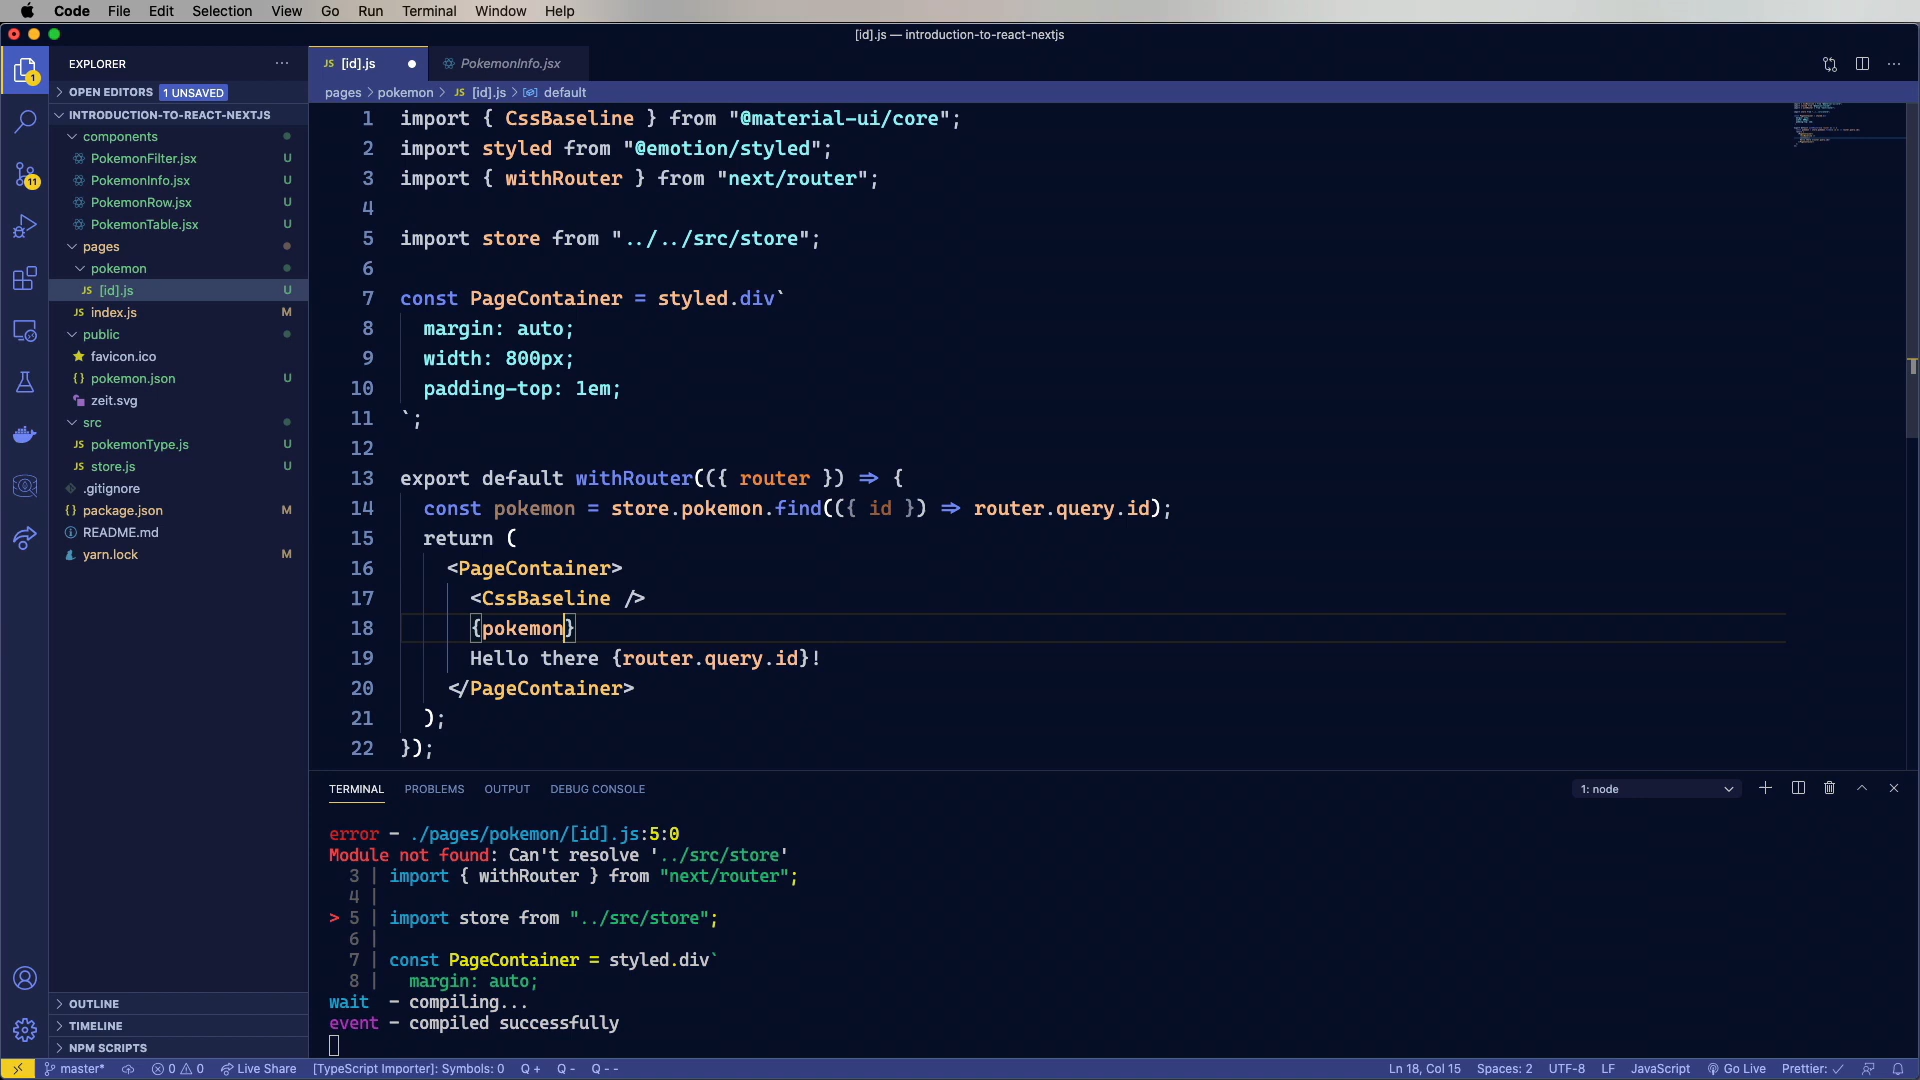 Code File Edit Selection View Go Run Terminal Window Help
[id].js — introduction-to-react-nextjs
EXPLORER
OPEN EDITORS 1 UNSAVED
INTRODUCTION-TO-REACT-NEXTJS
components
PokemonFilter.jsx U
PokemonInfo.jsx U
PokemonRow.jsx U
PokemonTable.jsx U
pages
pokemon
JS [id].js U
JS index.js M
public
favicon.ico
{} pokemon.json U
zeit.svg
src
JS pokemonType.js U
JS store.js U
.gitignore
{} package.json M
README.md
yarn.lock M
OUTLINE
TIMELINE
NPM SCRIPTS
1
11
JS [id].js PokemonInfo.jsx
pages > pokemon > JS [id].js > default
1 import { CssBaseline } from "@material-ui/core";
2 import styled from "@emotion/styled";
3 import { withRouter } from "next/router";
4
5 import store from "../../src/store";
6
7 const PageContainer = styled.div`
8 margin: auto;
9 width: 800px;
10 padding-top: 1em;
11 `;
12
13 export default withRouter(({ router }) => {
14 const pokemon = store.pokemon.find(({ id }) => router.query.id);
15 return (
16 <PageContainer>
17 <CssBaseline />
18 {pokemon}
19 Hello there {router.query.id}!
20 </PageContainer>
21 );
22 });
TERMINAL PROBLEMS OUTPUT DEBUG CONSOLE 1: node
error - ./pages/pokemon/[id].js:5:0
Module not found: Can't resolve '../src/store'
3 | import { withRouter } from "next/router";
4 |
> 5 | import store from "../src/store";
6 |
7 | const PageContainer = styled.div`
8 | margin: auto;
wait - compiling...
event - compiled successfully
master* 0 0 Live Share [TypeScript Importer]: Symbols: 0 Q + Q - Q - - Ln 18, Col 15 Spaces: 2 UTF-8 LF JavaScript Go Live Prettier: ✓